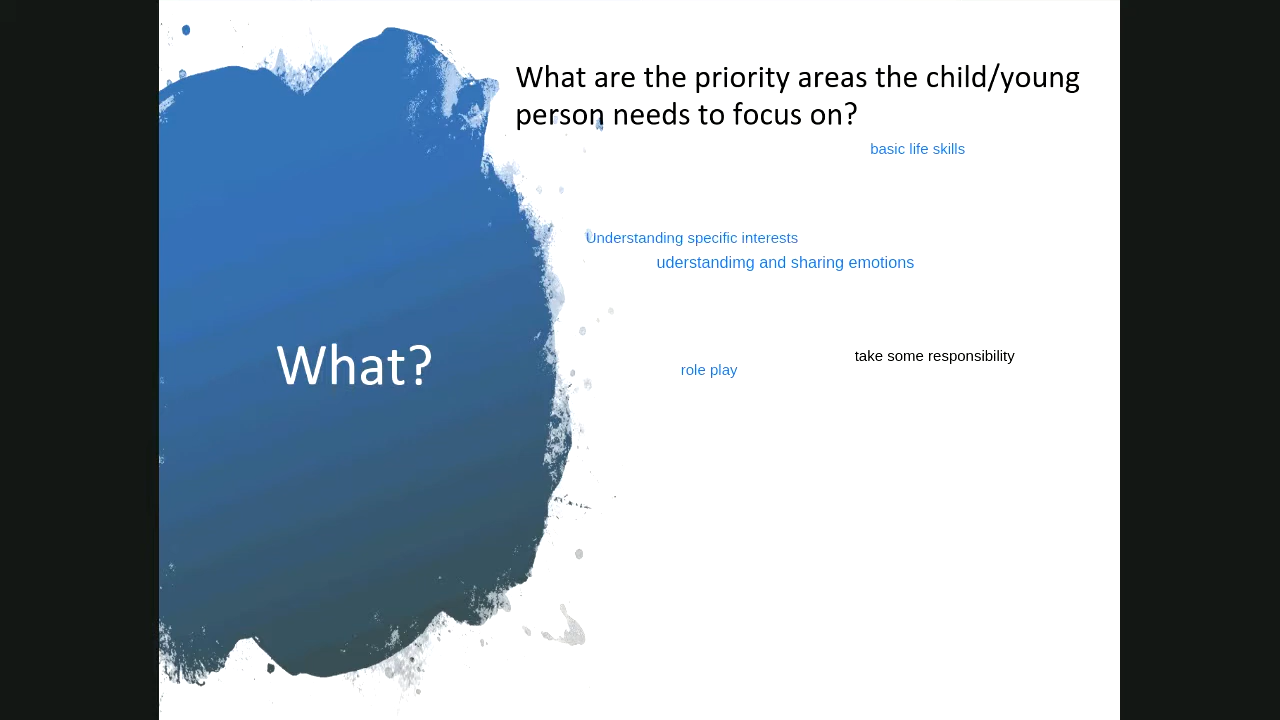 What are the priority areas the child/young
person needs to focus on?
basic life skills
Understanding specific interests
uderstandimg and sharing emotions
take some responsibility
role play
What?